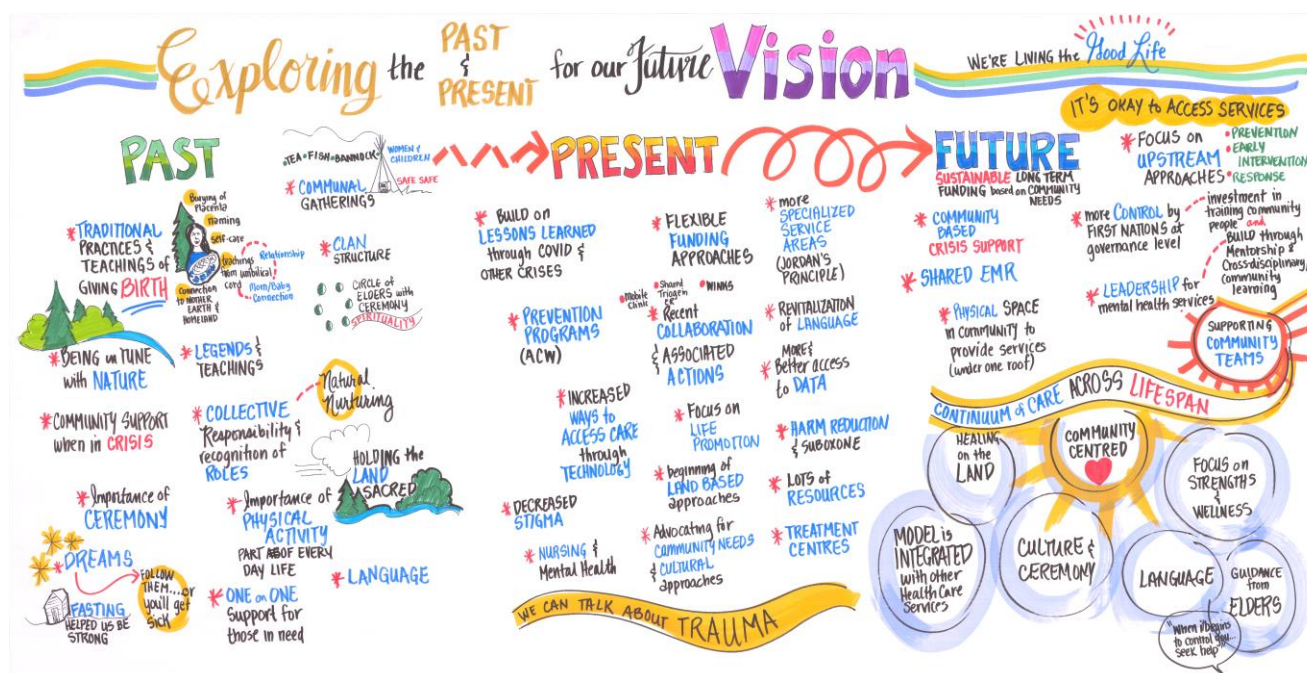 Exploring the PAST & PRESENT for our Future Vision
WE'RE LIVING the Good Life
IT'S OKAY to ACCESS SERVICES
PAST
*TRADITIONAL
PRACTICES &
TEACHINGS of
GIVING BIRTH
Burying of
Placenta
naming
self-care
teachings
from umbilical
cord
Relationship
Mom/Baby
Connection
connection
to MOTHER
EARTH &
HOMELAND
•TEA•FISH•BANNOCK•
WOMEN &
CHILDREN
SAFE SAFE
*COMMUNAL
GATHERINGS
*CLAN
STRUCTURE
CIRCLE of
ELDERS with
CEREMONY
SPIRITUALITY
*BEING in TUNE
with NATURE
*LEGENDS &
TEACHINGS
*COMMUNITY SUPPORT
when in CRISIS
*COLLECTIVE
Responsibility &
recognition of
ROLES
Natural
Nurturing
HOLDING the
LAND
SACRED
*Importance of
CEREMONY
*Importance of
PHYSICAL
ACTIVITY
PART OF EVERY
DAY LIFE
*DREAMS
FOLLOW
THEM...or
you'll get
SICK
FASTING
HELPED US BE
STRONG
*ONE on ONE
Support for
those in need
*LANGUAGE
PRESENT
*BUILD on
LESSONS LEARNED
through COVID &
OTHER CRISES
*FLEXIBLE
FUNDING
APPROACHES
*more
SPECIALIZED
SERVICE
AREAS
(JORDAN'S
PRINCIPLE)
*PREVENTION
PROGRAMS
(ACW)
•Mobile
Clinic
•Shared
ER
*Recent
COLLABORATION
& ASSOCIATED
ACTIONS
*REVITALIZATION
of LANGUAGE
MORE &
*Better access
to DATA
*INCREASED
WAYS to
ACCESS CARE
through
TECHNOLOGY
*FOCUS on
LIFE
PROMOTION
*HARM REDUCTION
& SUBOXONE
*DECREASED
STIGMA
*beginning of
LAND BASED
approaches
*LOTS of
RESOURCES
*NURSING &
Mental Health
*Advocating for
COMMUNITY NEEDS
& CULTURAL
approaches
*TREATMENT
CENTRES
WE CAN TALK ABOUT TRAUMA
FUTURE
SUSTAINABLE LONG TERM
FUNDING based on COMMUNITY
NEEDS
*FOCUS on
UPSTREAM
APPROACHES
•PREVENTION
•EARLY
INTERVENTION
•RESPONSE
*COMMUNITY
BASED
CRISIS SUPPORT
*more CONTROL by
FIRST NATIONS at
governance level
investment in
training community
people and
BUILD through
Mentorship &
Cross-disciplinary
community
learning
*SHARED EMR
*LEADERSHIP for
mental health services
*PHYSICAL SPACE
in COMMUNITY to
provide services
(under one roof)
SUPPORTING
COMMUNITY
TEAMS
CONTINUUM of CARE ACROSS LIFESPAN
HEALING
on the
LAND
COMMUNITY
CENTRED
FOCUS on
STRENGTHS
&
WELLNESS
MODEL is
INTEGRATED
with other
Health Care
Services
CULTURE &
CEREMONY
LANGUAGE
GUIDANCE
from
ELDERS
"When it begins
to control you...
seek help"